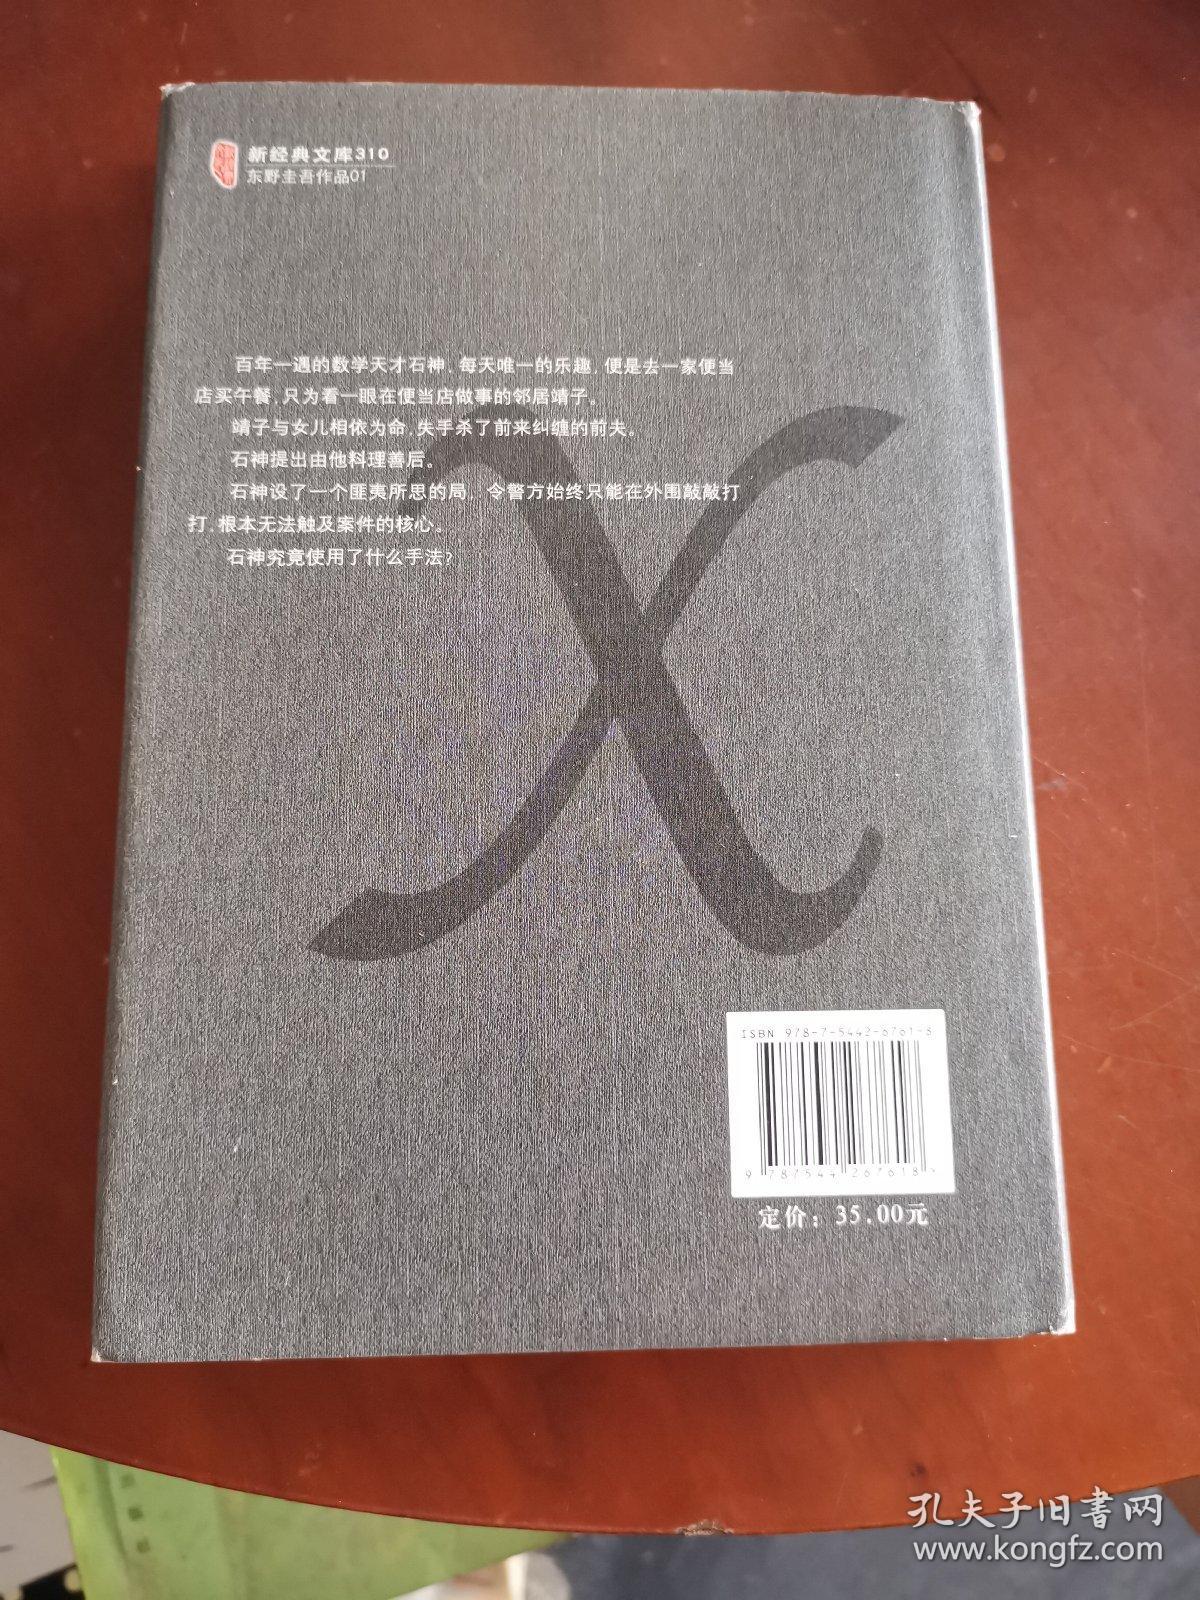 新经典文库310
东野圭吾作品01
百年一遇的数学天才石神，每天唯一的乐趣，便是去一家便当
店买午餐，只为看一眼在便当店做事的邻居靖子。
靖子与女儿相依为命，失手杀了前来纠缠的前夫。
石神提出由他料理善后。
石神设了一个匪夷所思的局，令警方始终只能在外围敲敲打
打，根本无法触及案件的核心。
石神究竟使用了什么手法？
X
ISBN 978-7-5442-6761-8
9 787544 267618 >
定价：35.00元
孔夫子旧书网
www.kongfz.com